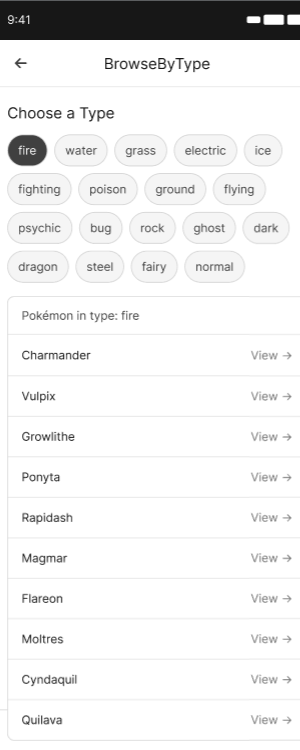 9:41
← BrowseByType
Choose a Type
fire water grass electric ice
fighting poison ground flying
psychic bug rock ghost dark
dragon steel fairy normal
Pokémon in type: fire
Charmander View →
Vulpix View →
Growlithe View →
Ponyta View →
Rapidash View →
Magmar View →
Flareon View →
Moltres View →
Cyndaquil View →
Quilava View →